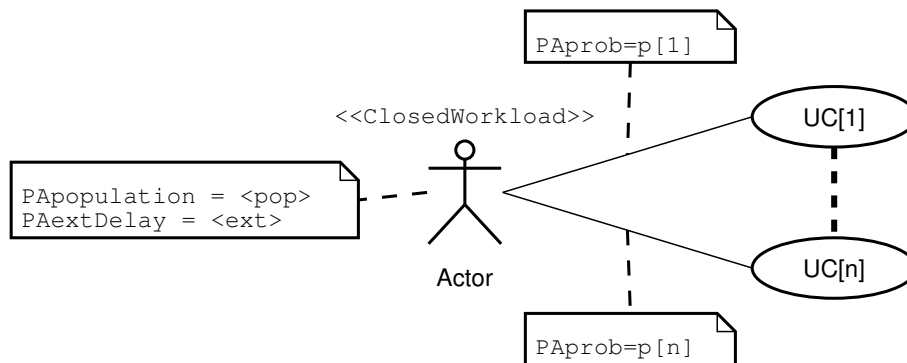 PAprob=p[1]
<<ClosedWorkload>>
UC[1]
PApopulation = <pop>
PAextDelay = <ext>
Actor
UC[n]
PAprob=p[n]